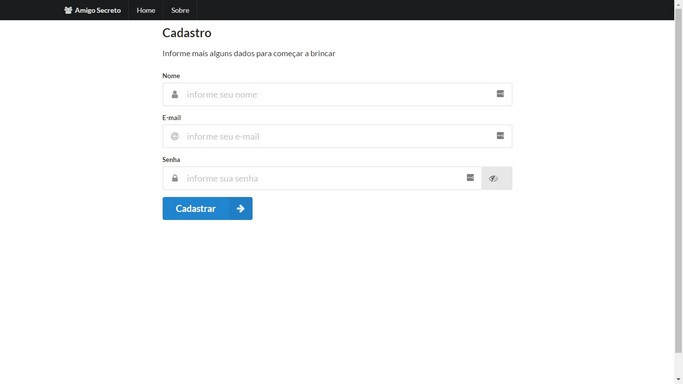 Amigo Secreto Home Sobre
Cadastro
Informe mais alguns dados para começar a brincar
Nome
informe seu nome
E-mail
informe seu e-mail
Senha
informe sua senha
Cadastrar